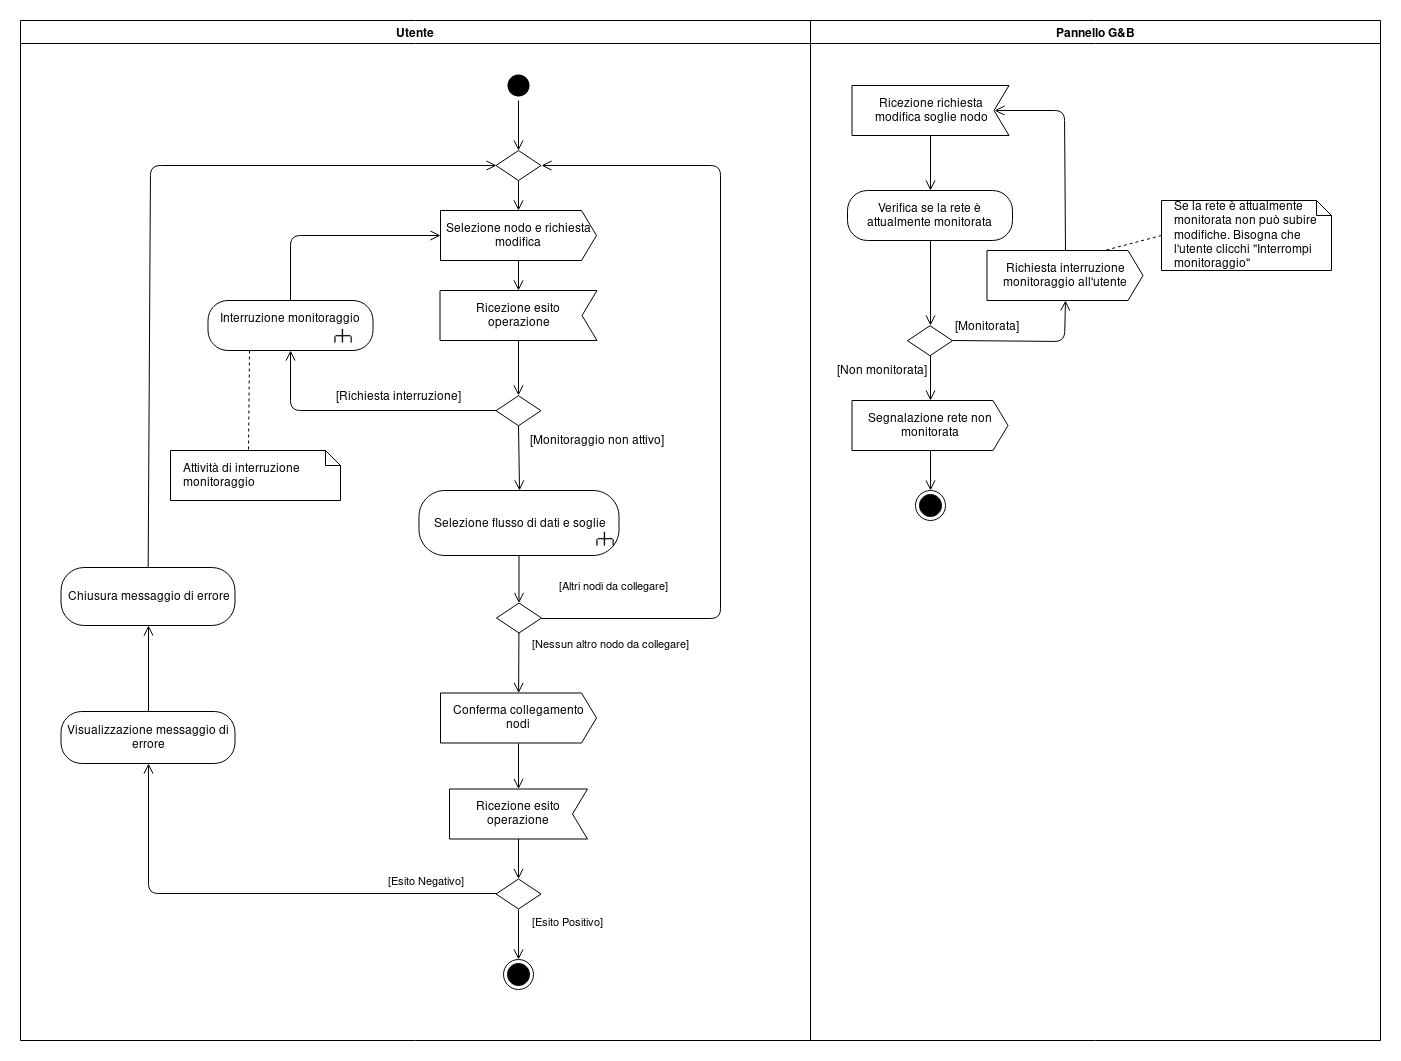 Utente
Pannello G&B
Selezione nodo e richiesta
modifica
Ricezione esito
operazione
Interruzione monitoraggio
[Richiesta interruzione]
[Monitoraggio non attivo]
Attività di interruzione
monitoraggio
Selezione flusso di dati e soglie
[Altri nodi da collegare]
Chiusura messaggio di errore
[Nessun altro nodo da collegare]
Conferma collegamento
nodi
Visualizzazione messaggio di
errore
Ricezione esito
operazione
[Esito Negativo]
[Esito Positivo]
Ricezione richiesta
modifica soglie nodo
Verifica se la rete è
attualmente monitorata
Se la rete è attualmente
monitorata non può subire
modifiche. Bisogna che
l'utente clicchi "Interrompi
monitoraggio"
Richiesta interruzione
monitoraggio all'utente
[Monitorata]
[Non monitorata]
Segnalazione rete non
monitorata